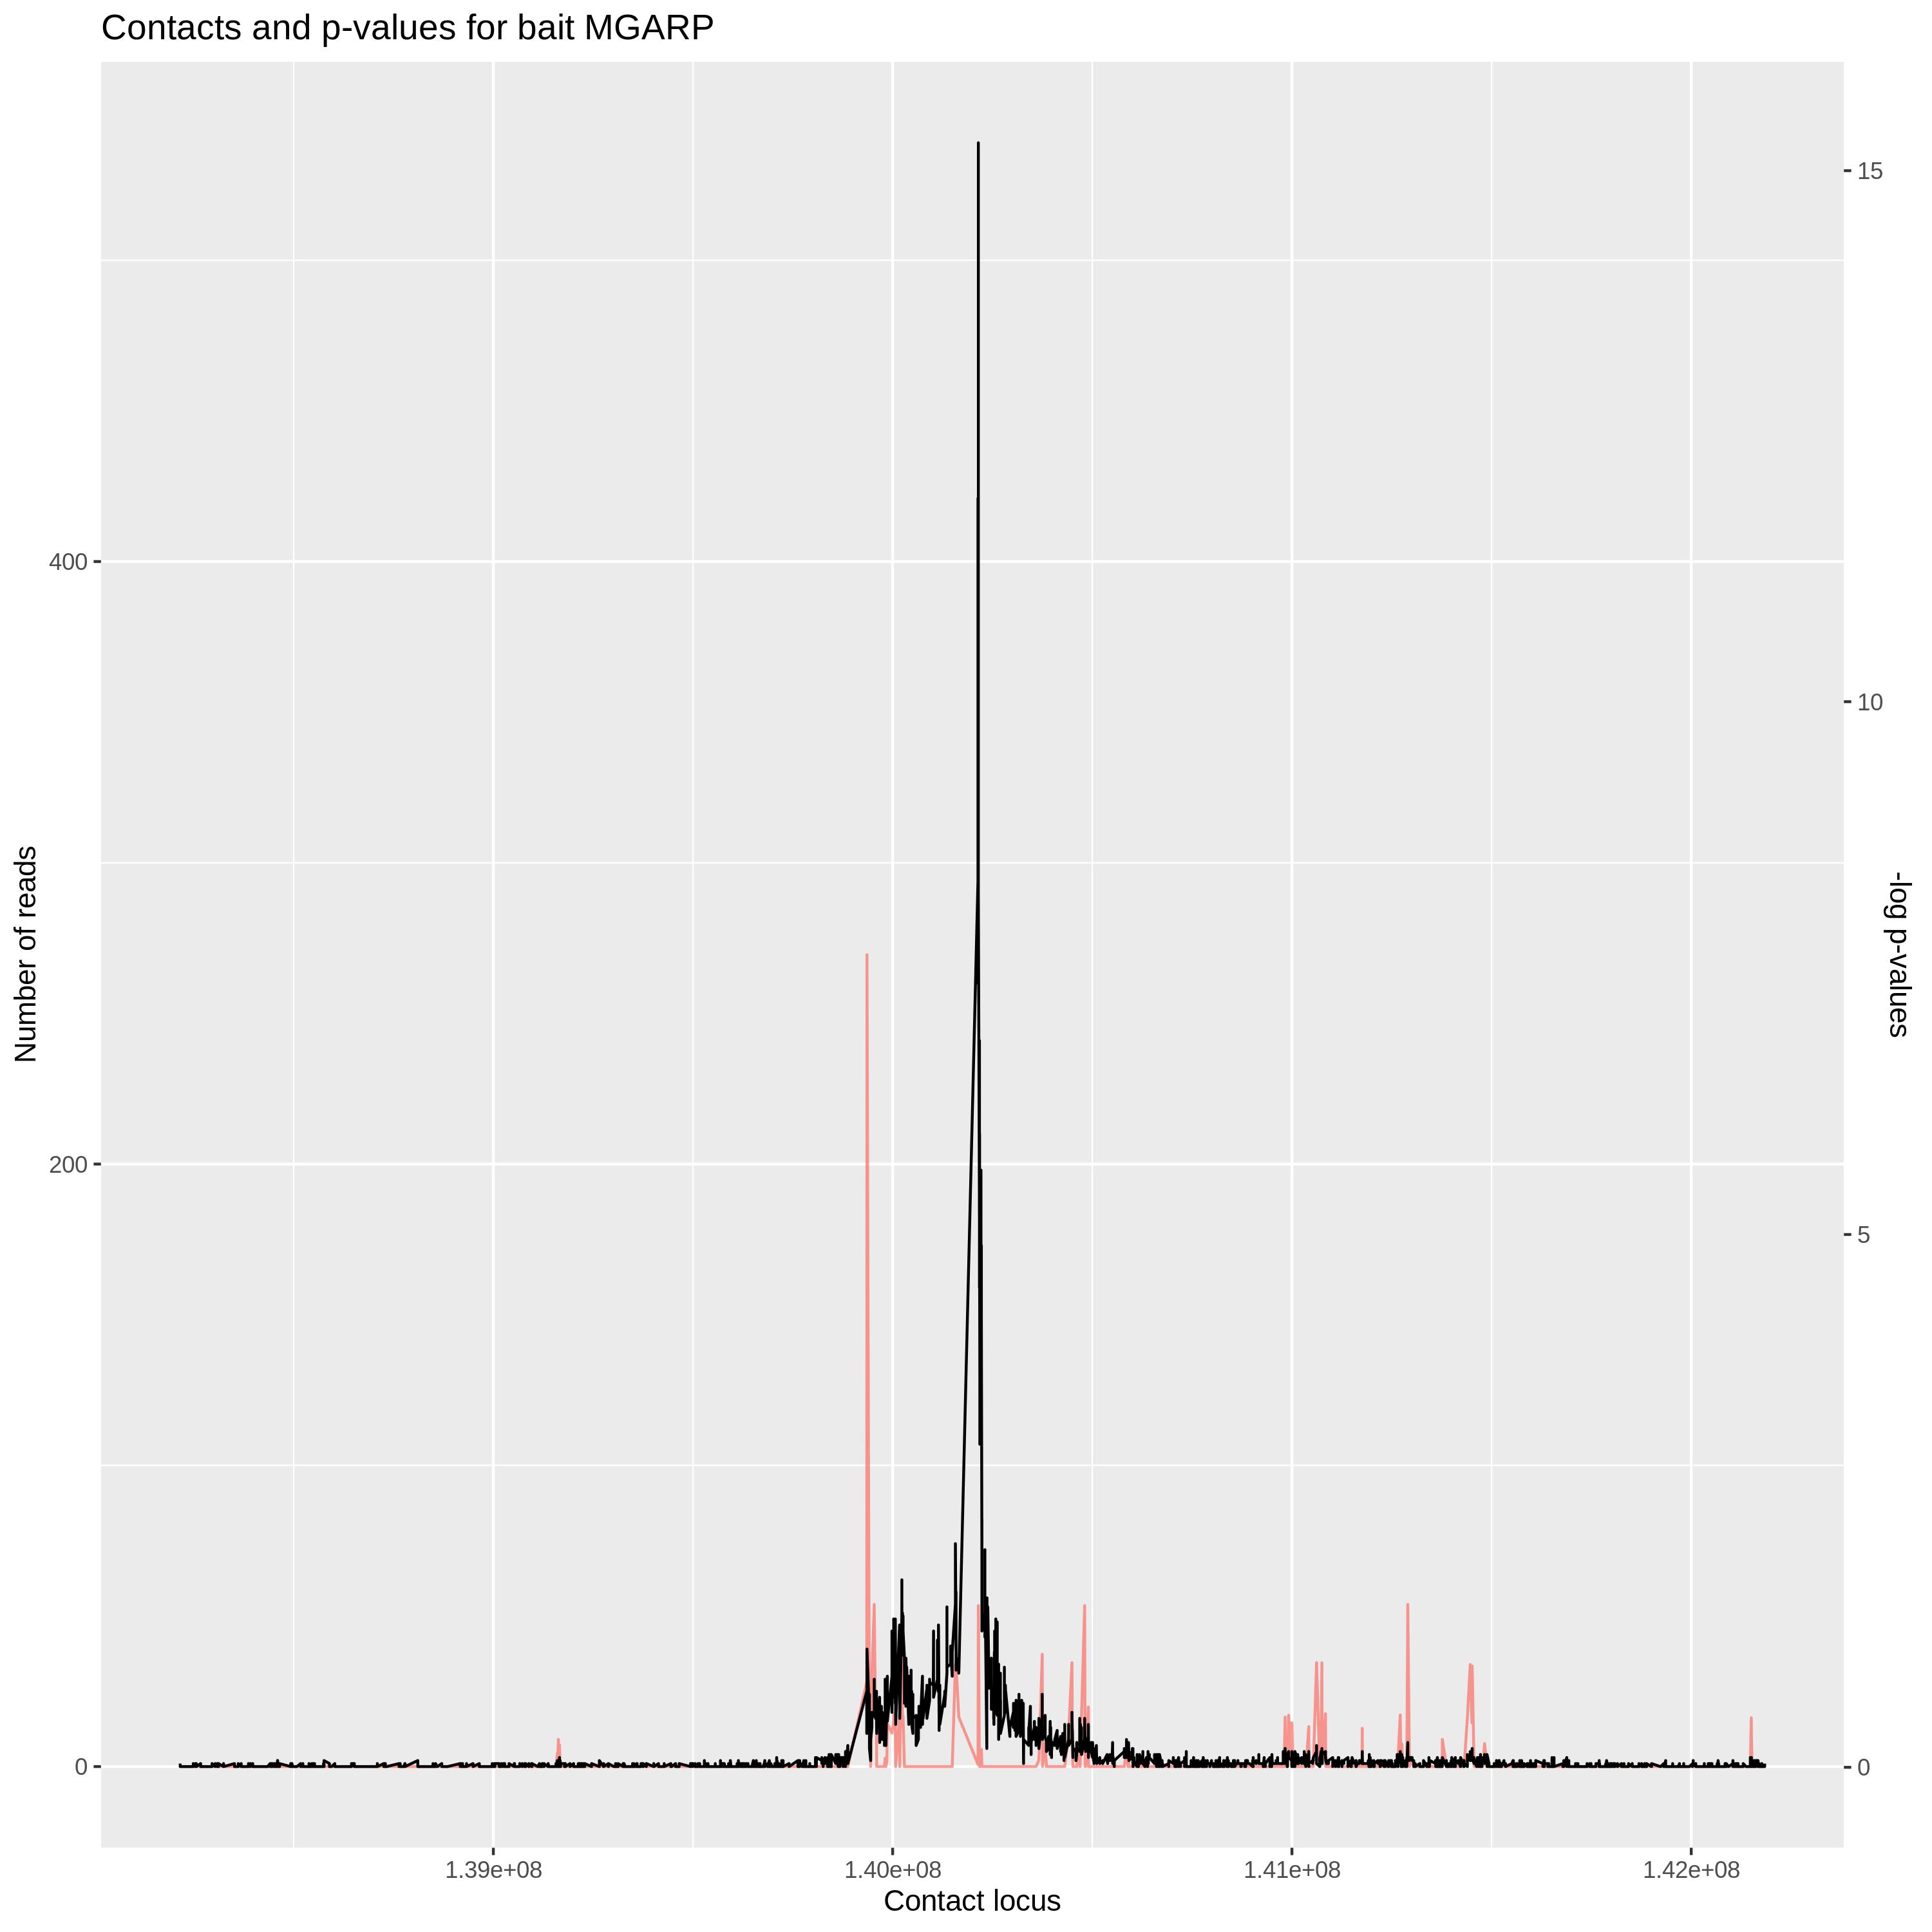 Contacts and p-values for bait MGARP
Number of reads
400
200
0
15
10
5
0
-log p-values
1.39e+08
1.40e+08
1.41e+08
1.42e+08
Contact locus